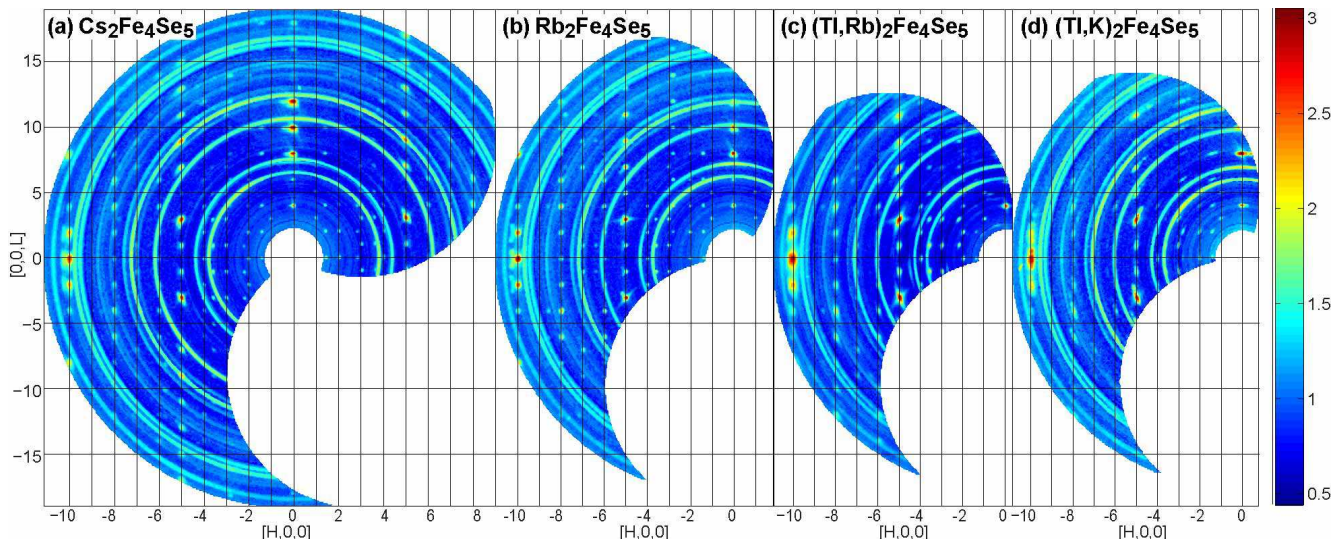 (a) Cs2Fe4Se5
(b) Rb2Fe4Se5
(c) (Tl,Rb)2Fe4Se5
(d) (Tl,K)2Fe4Se5
3
2.5
2
1.5
1
0.5
15
10
5
0
−5
−10
−15
[0,0,L]
−10 −8 −6 −4 −2 0 2 4 6 8
−10 −8 −6 −4 −2 0
−10 −8 −6 −4 −2 0
−10 −8 −6 −4 −2 0
[H,0,0]
[H,0,0]
[H,0,0]
[H,0,0]